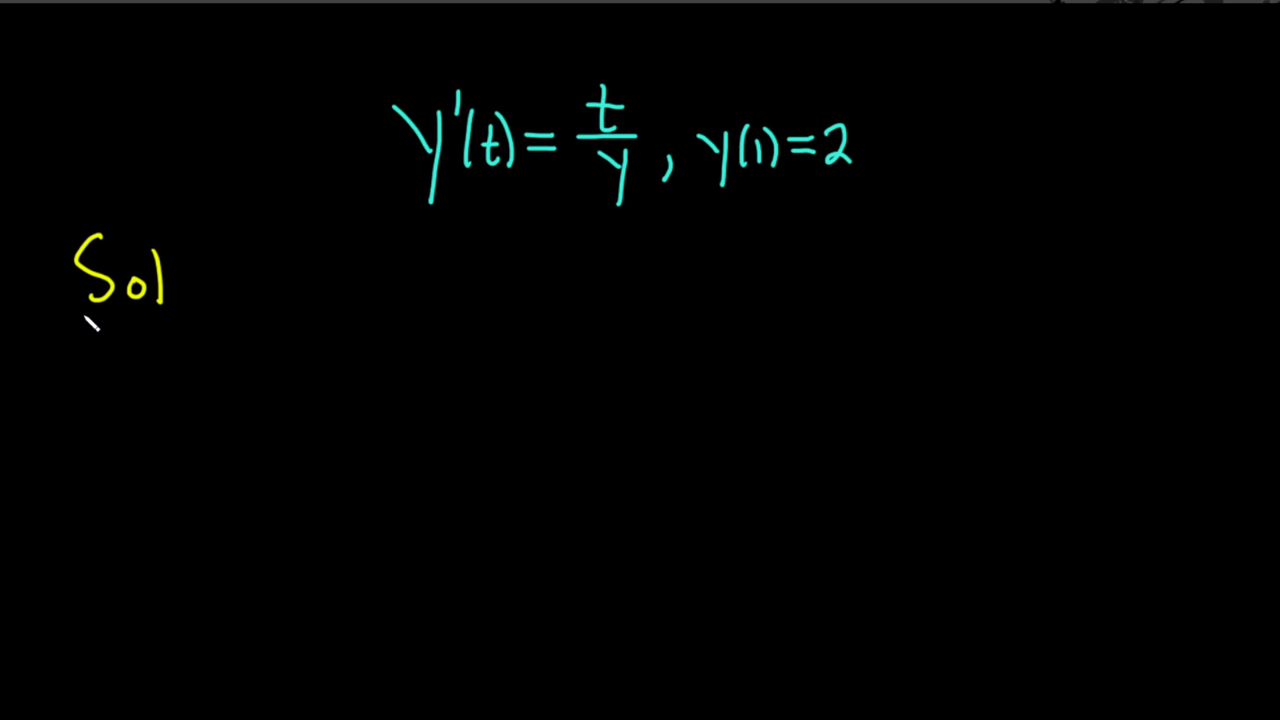 y'(t) = t/y, y(1) = 2
Sol